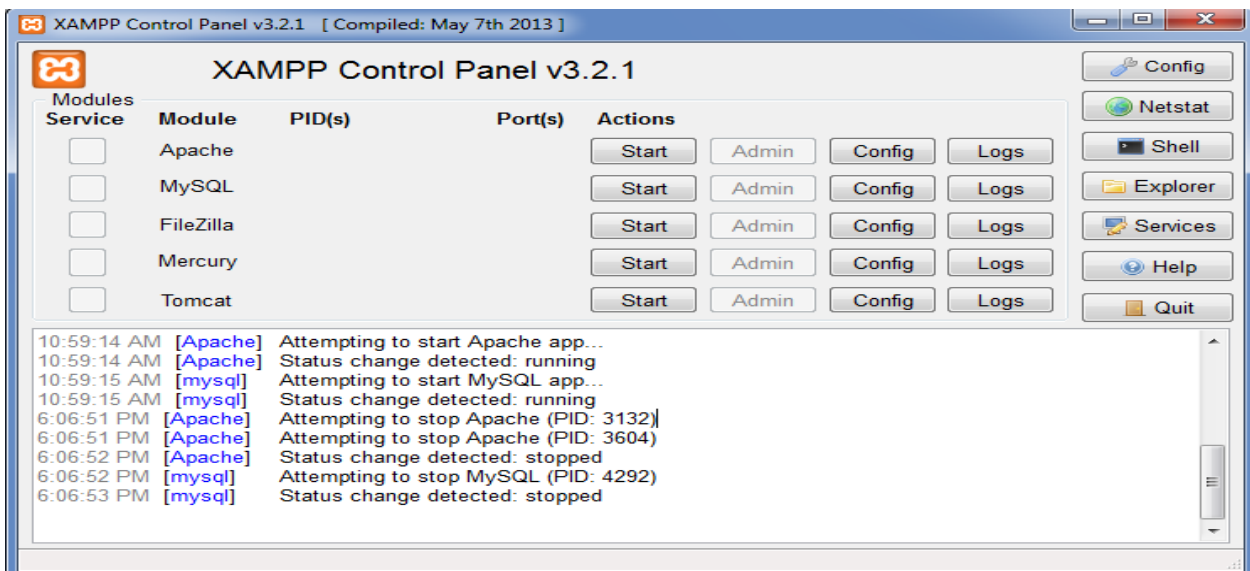 XAMPP Control Panel v3.2.1 [ Compiled: May 7th 2013 ]
XAMPP Control Panel v3.2.1
Config
Modules
Service Module PID(s) Port(s) Actions
Netstat
Apache Start Admin Config Logs
Shell
MySQL Start Admin Config Logs
Explorer
FileZilla Start Admin Config Logs
Services
Mercury Start Admin Config Logs
Help
Tomcat Start Admin Config Logs
Quit
10:59:14 AM [Apache] Attempting to start Apache app...
10:59:14 AM [Apache] Status change detected: running
10:59:15 AM [mysql] Attempting to start MySQL app...
10:59:15 AM [mysql] Status change detected: running
6:06:51 PM [Apache] Attempting to stop Apache (PID: 3132)
6:06:51 PM [Apache] Attempting to stop Apache (PID: 3604)
6:06:52 PM [Apache] Status change detected: stopped
6:06:52 PM [mysql] Attempting to stop MySQL (PID: 4292)
6:06:53 PM [mysql] Status change detected: stopped